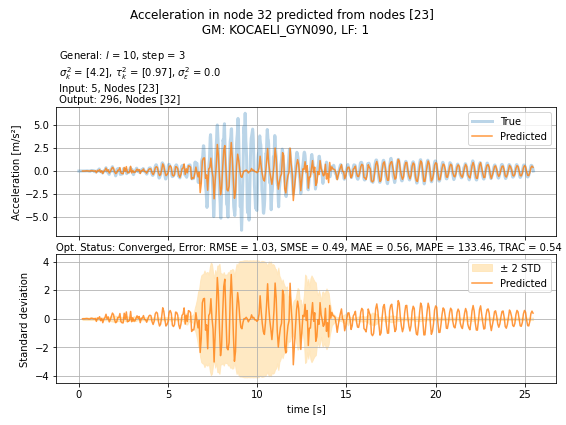 Acceleration in node 32 predicted from nodes [23]
GM: KOCAELI_GYN090, LF: 1
General: l = 10, step = 3
σ²ₖ = [4.2], τ²ₖ = [0.97], σ²ₑ = 0.0
Input: 5, Nodes [23]
Output: 296, Nodes [32]
Acceleration [m/s²]
5.0
2.5
0.0
−2.5
−5.0
True
Predicted
Opt. Status: Converged, Error: RMSE = 1.03, SMSE = 0.49, MAE = 0.56, MAPE = 133.46, TRAC = 0.54
Standard deviation
4
2
0
−2
−4
± 2 STD
Predicted
0 5 10 15 20 25
time [s]